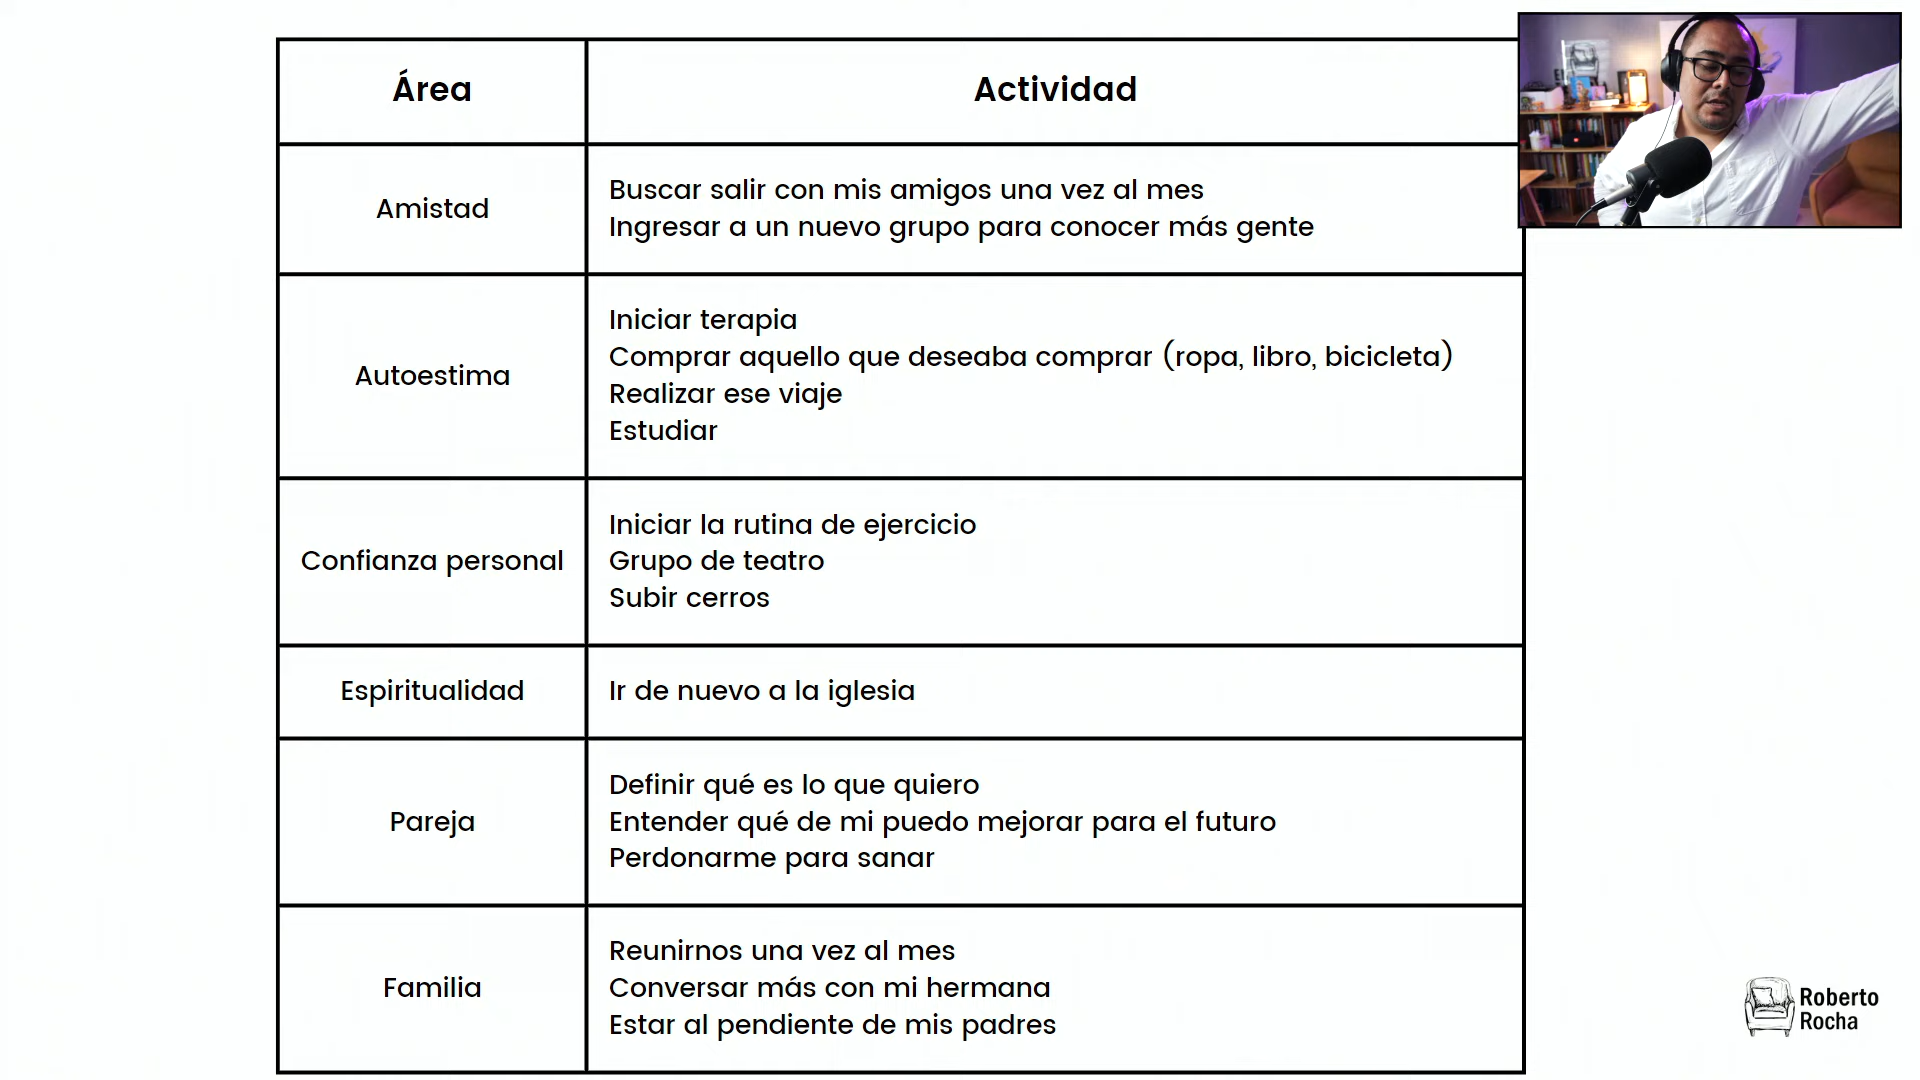 Área
Actividad
Amistad
Buscar salir con mis amigos una vez al mes
Ingresar a un nuevo grupo para conocer más gente
Autoestima
Iniciar terapia
Comprar aquello que deseaba comprar (ropa, libro, bicicleta)
Realizar ese viaje
Estudiar
Confianza personal
Iniciar la rutina de ejercicio
Grupo de teatro
Subir cerros
Espiritualidad
Ir de nuevo a la iglesia
Pareja
Definir qué es lo que quiero
Entender qué de mi puedo mejorar para el futuro
Perdonarme para sanar
Familia
Reunirnos una vez al mes
Conversar más con mi hermana
Estar al pendiente de mis padres
Roberto
Rocha